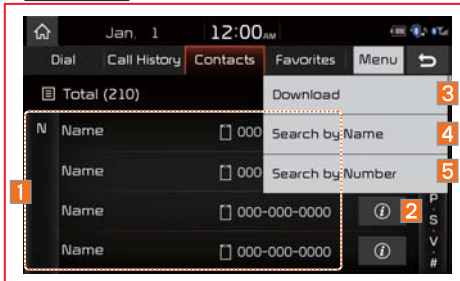 Jan. 1 12:00AM
Dial Call History Contacts Favorites Menu
Total (210) Download 3
N Name 000 Search by Name 4
Name 000 Search by Number 5
1
Name 000-000-0000 i 2 P
S
Name 000-000-0000 i V
#